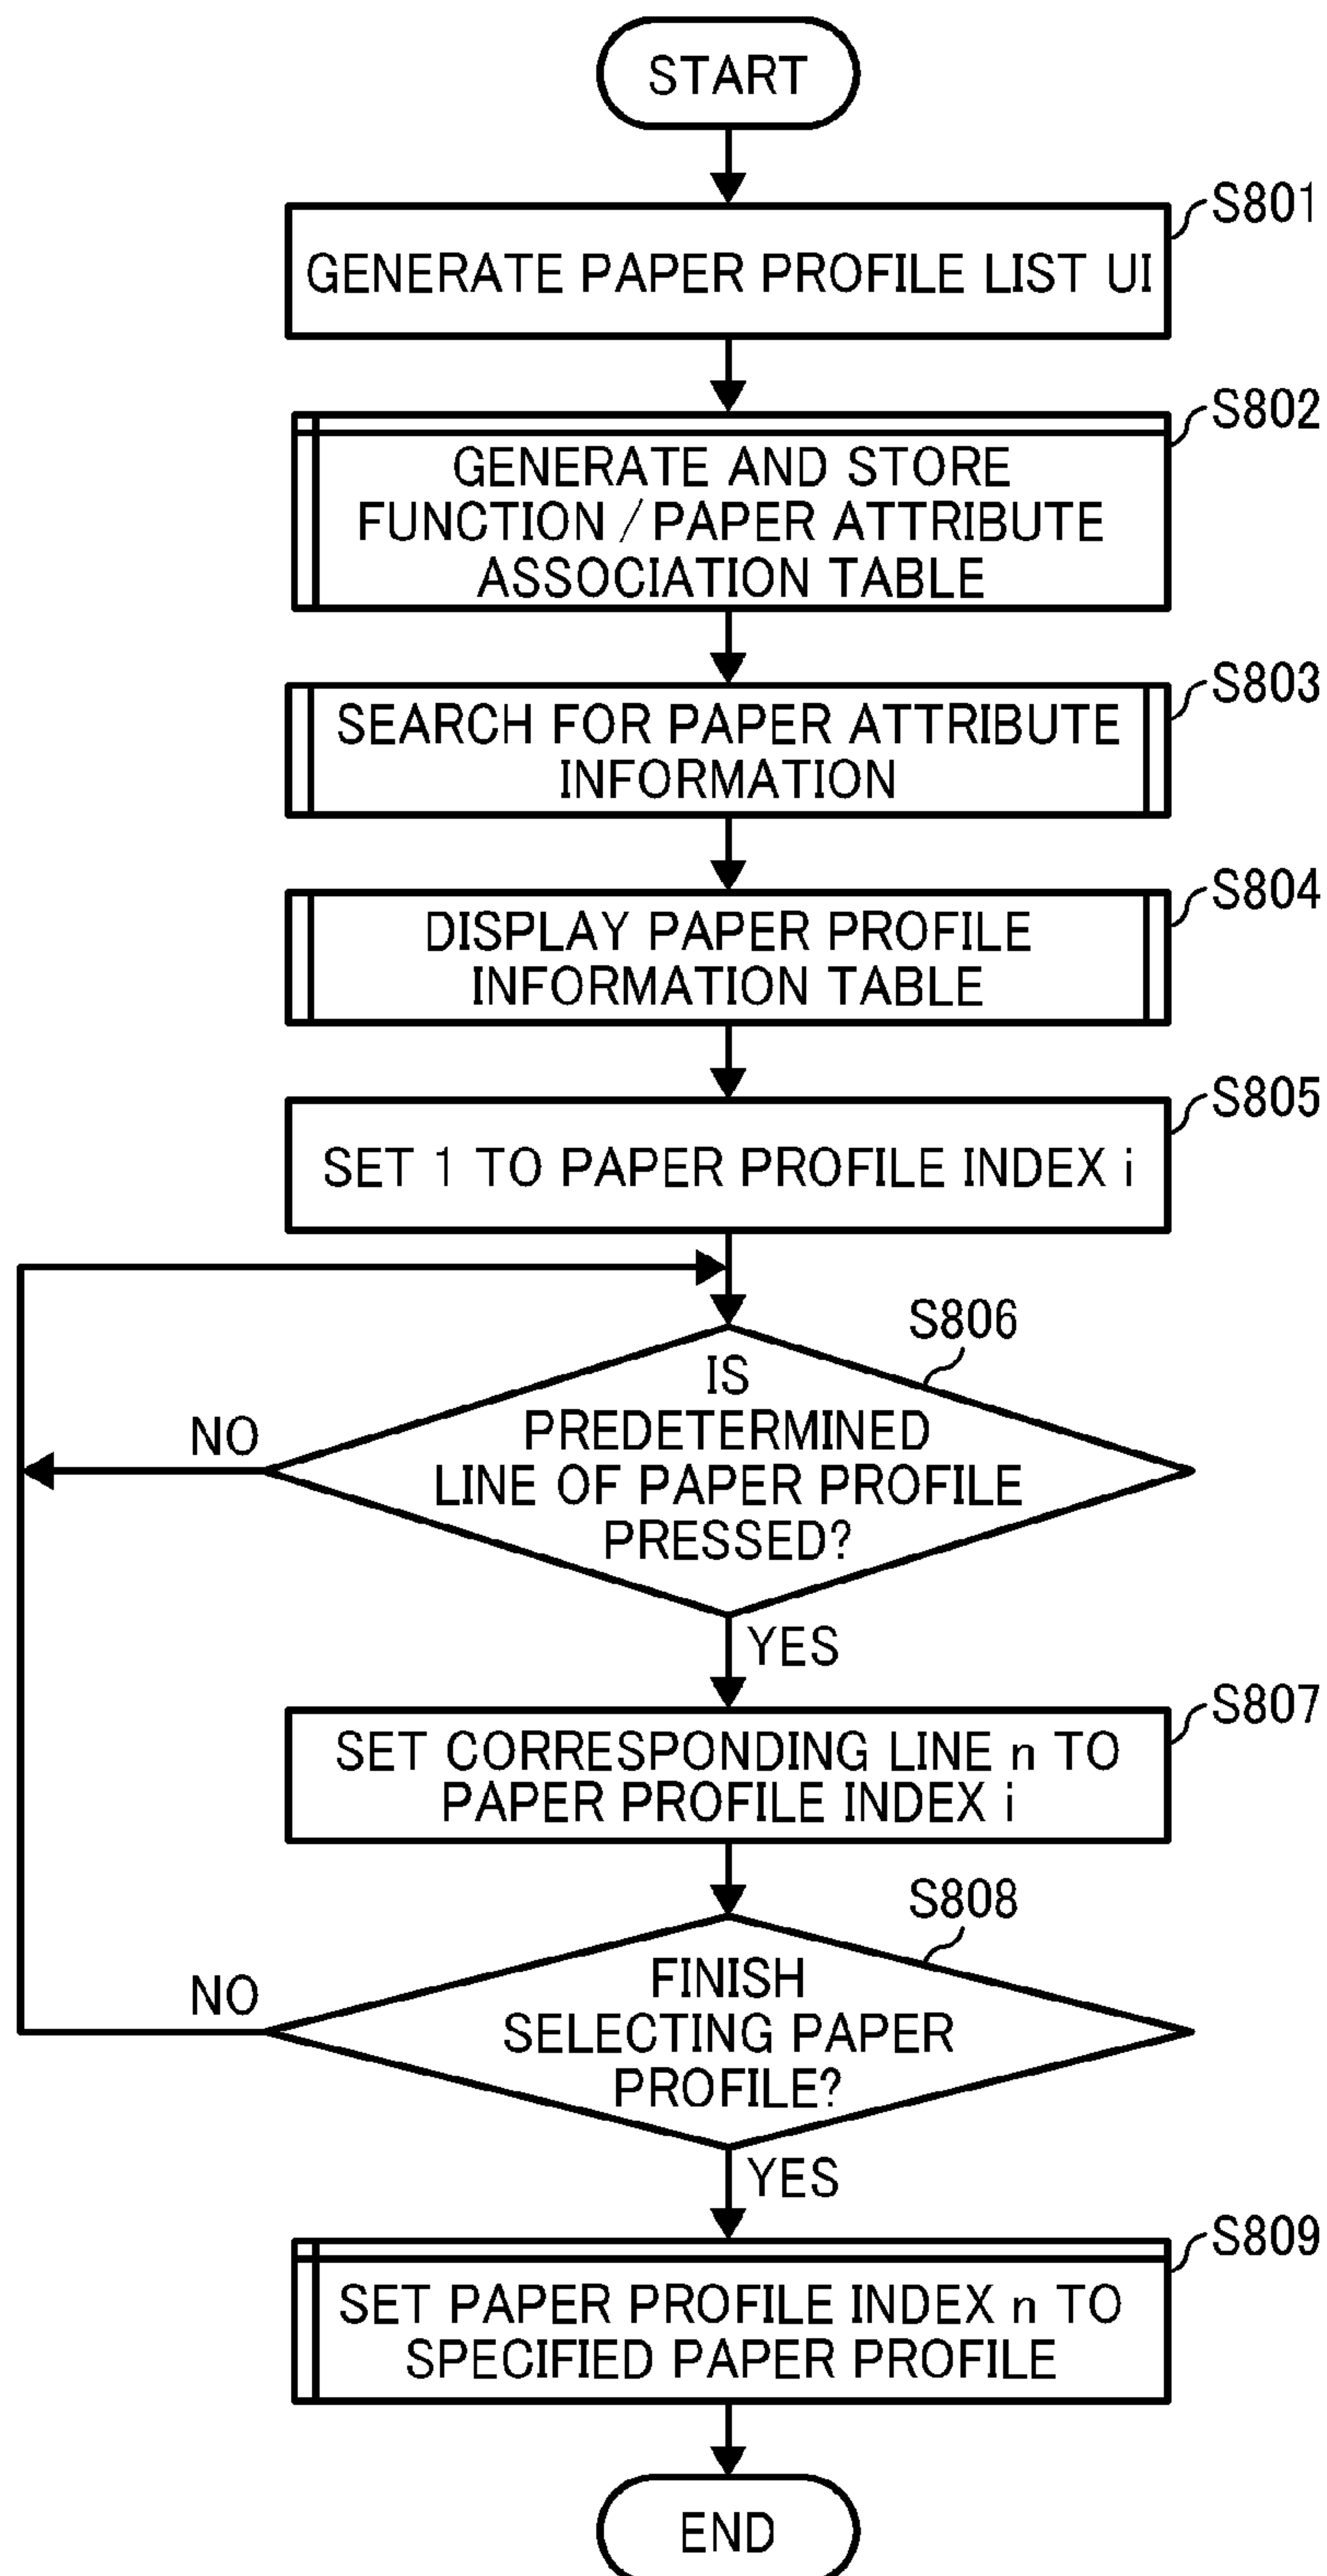 START
S801
GENERATE PAPER PROFILE LIST UI
S802
GENERATE AND STORE
FUNCTION / PAPER ATTRIBUTE
ASSOCIATION TABLE
S803
SEARCH FOR PAPER ATTRIBUTE
INFORMATION
S804
DISPLAY PAPER PROFILE
INFORMATION TABLE
S805
SET 1 TO PAPER PROFILE INDEX i
S806
IS
PREDETERMINED
LINE OF PAPER PROFILE
PRESSED?
NO
YES
S807
SET CORRESPONDING LINE n TO
PAPER PROFILE INDEX i
S808
FINISH
SELECTING PAPER
PROFILE?
NO
YES
S809
SET PAPER PROFILE INDEX n TO
SPECIFIED PAPER PROFILE
END